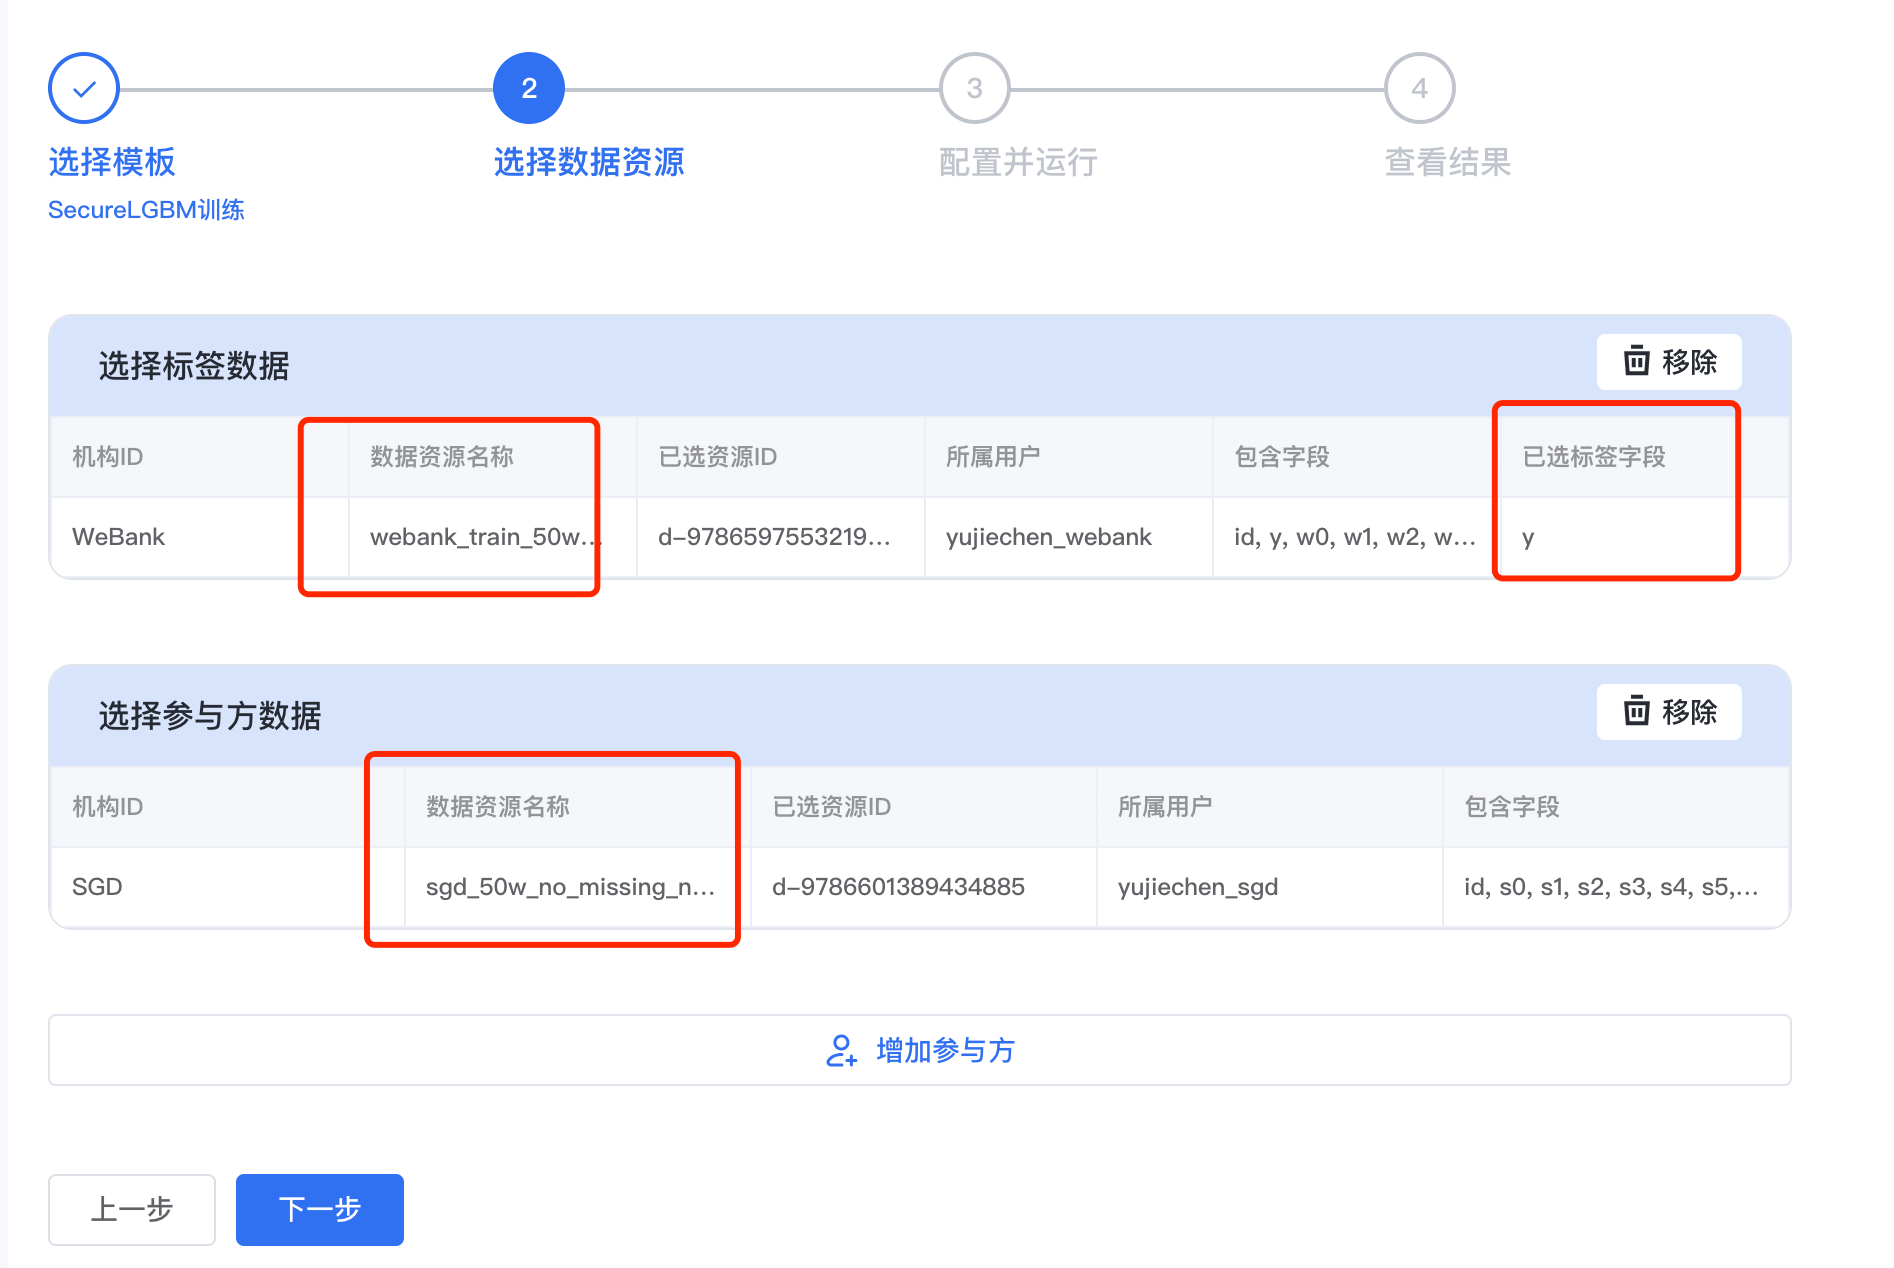 2
3
4
选择模板
选择数据资源
配置并运行
查看结果
SecureLGBM训练
选择标签数据
移除
机构ID
数据资源名称
已选资源ID
所属用户
包含字段
已选标签字段
WeBank
webank_train_50w...
d-9786597553219...
yujiechen_webank
id, y, w0, w1, w2, w...
y
选择参与方数据
移除
机构ID
数据资源名称
已选资源ID
所属用户
包含字段
SGD
sgd_50w_no_missing_n...
d-9786601389434885
yujiechen_sgd
id, s0, s1, s2, s3, s4, s5,...
增加参与方
上一步
下一步